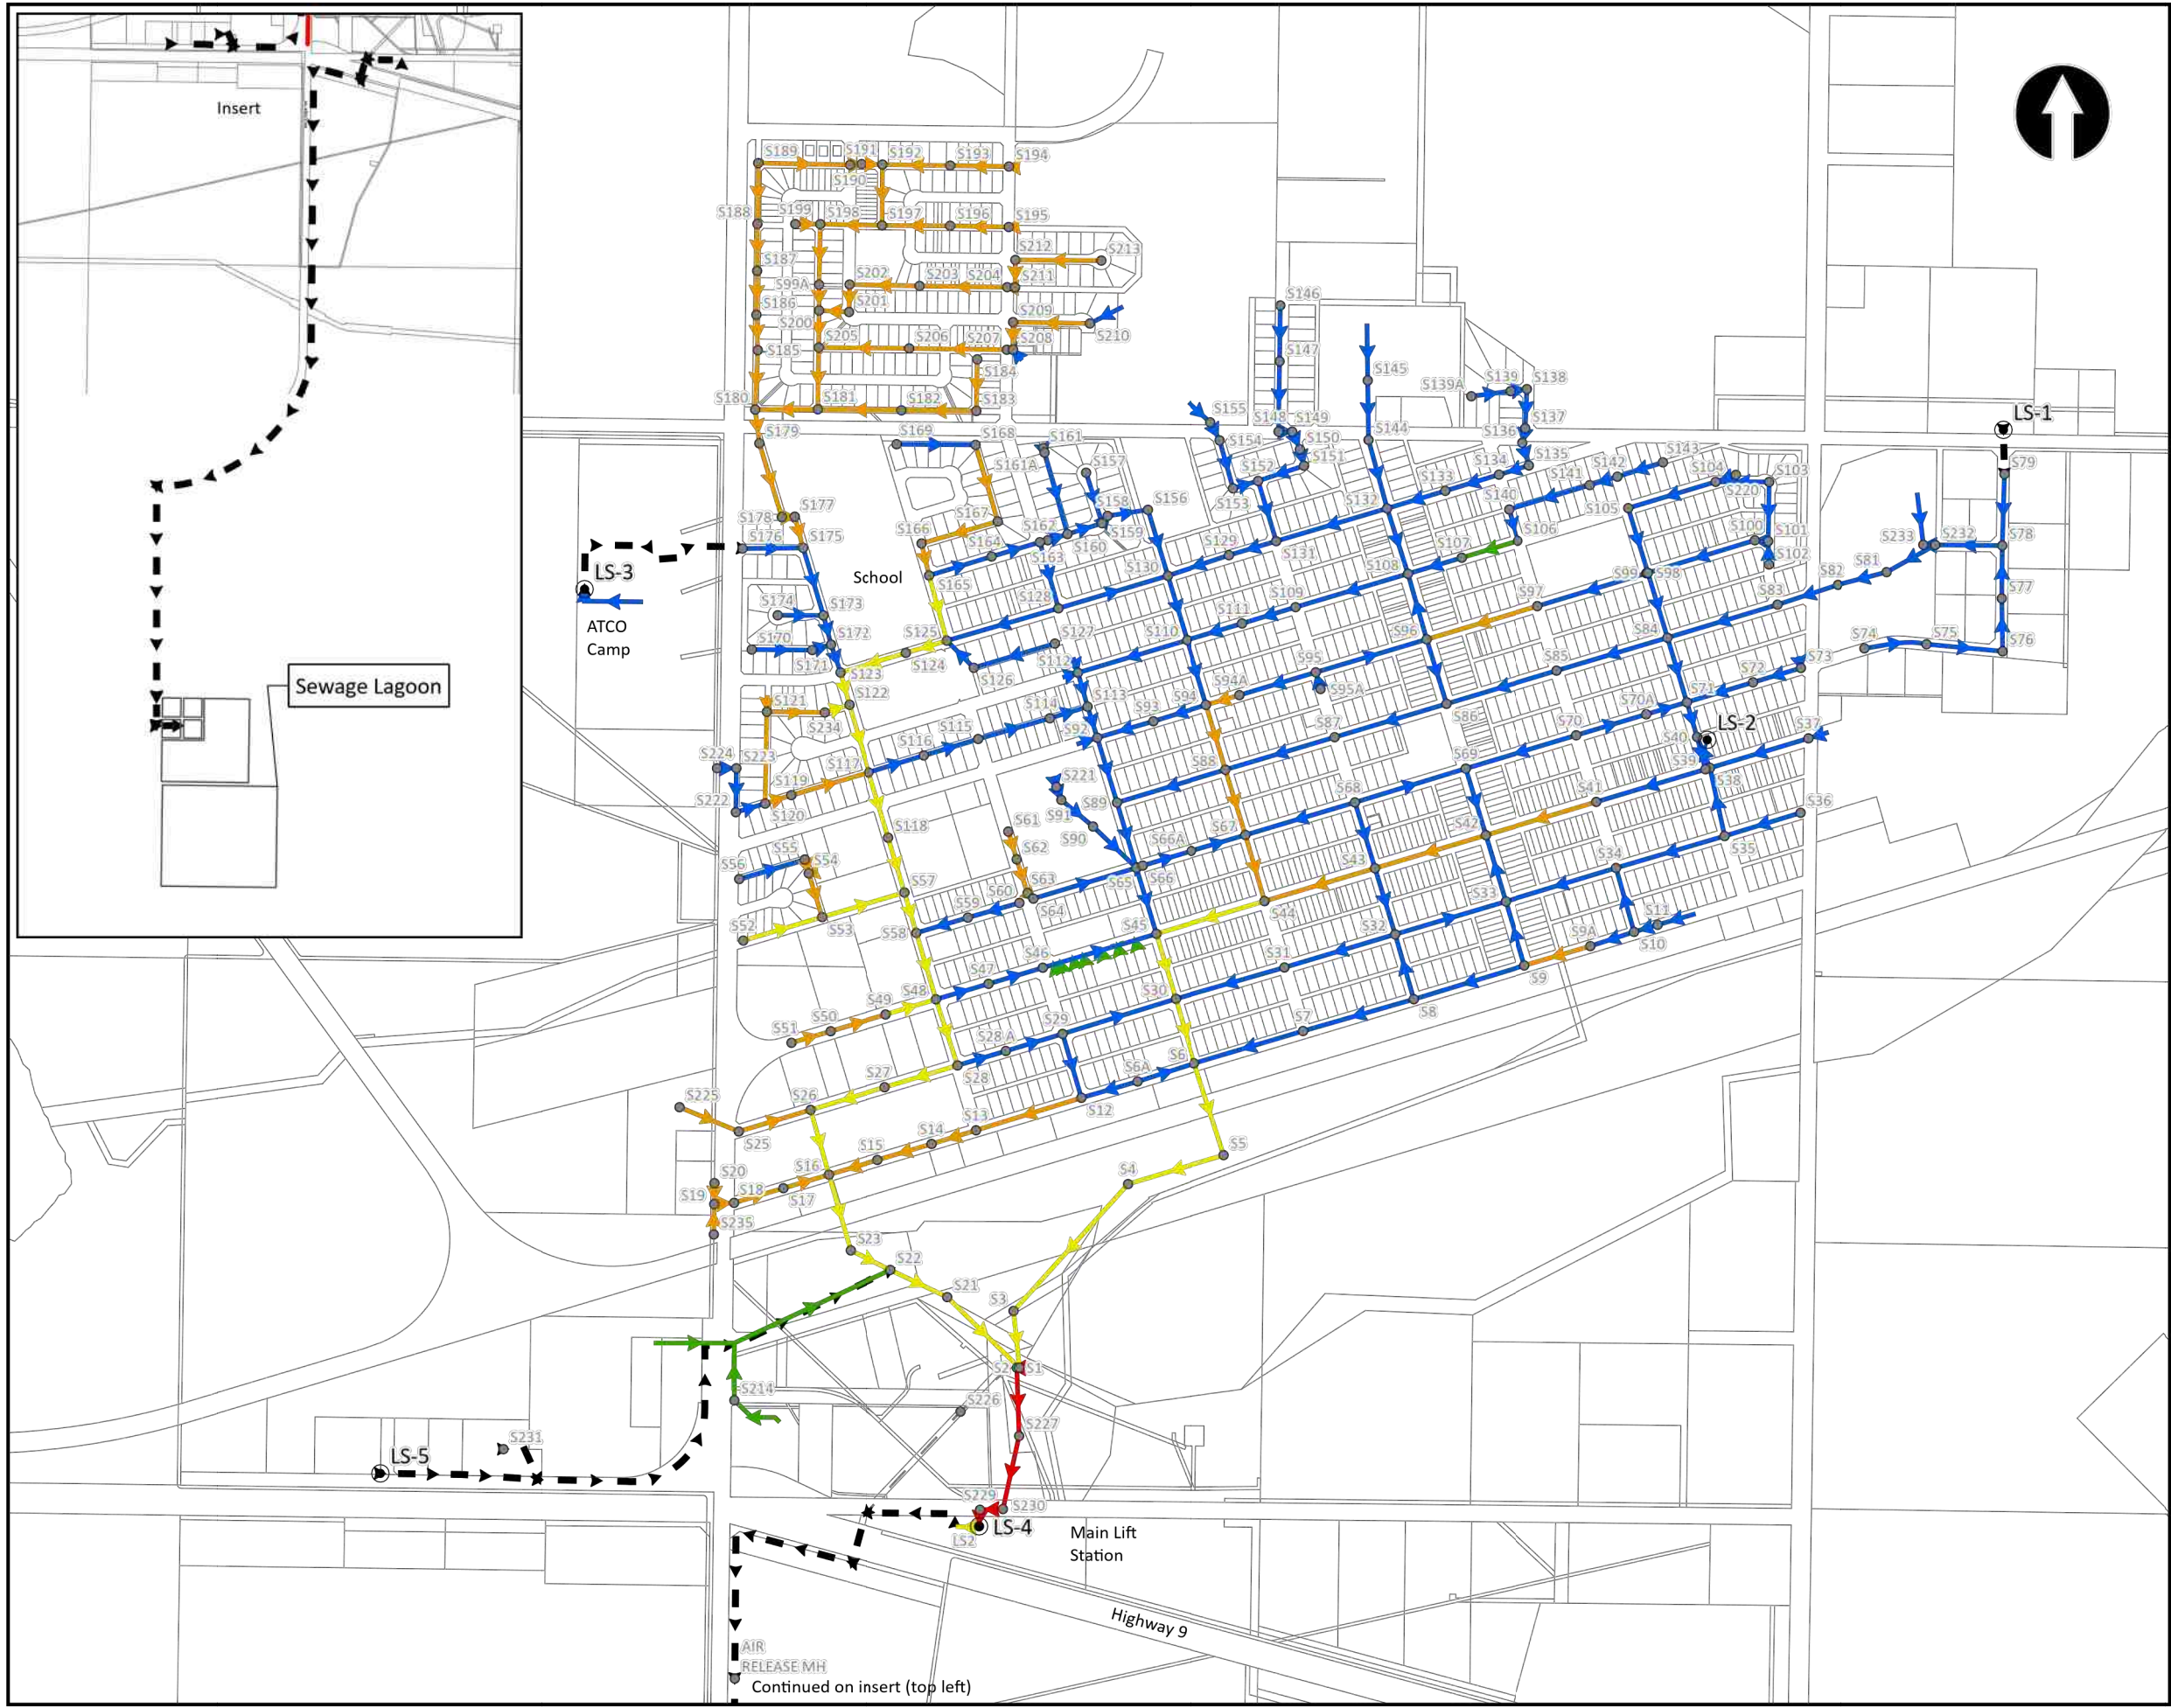 Insert
Sewage Lagoon
S189
S191
S192
S193
S194
S190
S188
S199
S198
S197
S196
S195
S212
S213
S187
S202
S203
S204
S211
S99A
S186
S201
S209
S200
S210
S205
S206
S207
S208
S185
S184
S180
S181
S182
S183
S146
S147
S145
S139A
S139
S138
S137
S136
S155
S148
S149
S154
S150
S144
S151
S152
S153
S135
S134
S133
S132
S143
S142
S141
S140
S104
S103
S220
S105
S100
S101
S102
LS-1
S79
S179
S169
S168
S161
S161A
S157
S158
S156
S178
S177
S176
S175
S167
S166
S162
S159
S164
S163
S160
S165
S129
S131
S106
S107
S108
S130
S99
S98
S233
S232
S78
S81
S82
S83
S77
LS-3
School
ATCO
Camp
S174
S173
S128
S111
S109
S97
S170
S172
S171
S125
S127
S110
S96
S84
S74
S75
S76
S124
S112
S123
S126
S95
S85
S72
S73
S122
S121
S113
S94A
S95A
S71
S234
S114
S93
S94
S86
S70A
LS-2
S115
S116
S92
S87
S70
S40
S37
S224
S223
S117
S69
S39
S119
S221
S88
S38
S222
S120
S91
S89
S68
S41
S36
S118
S61
S90
S66A
S67
S42
S56
S55
S54
S62
S43
S34
S35
S57
S63
S65
S66
S60
S64
S59
S33
S52
S53
S58
S45
S44
S32
S11
S46
S31
S9A
S10
S47
S48
S30
S9
S49
S50
S51
S29
S28 A
S7
S8
S6
S6A
S27
S28
S225
S26
S12
S25
S13
S14
S15
S16
S5
S4
S20
S19
S18
S17
S235
S23
S22
S21
S3
S2
S1
S214
S226
S227
S231
LS-5
S229
S230
LS-4
LS2
Main Lift
Station
Highway 9
AIR
RELEASE MH
Continued on insert (top left)